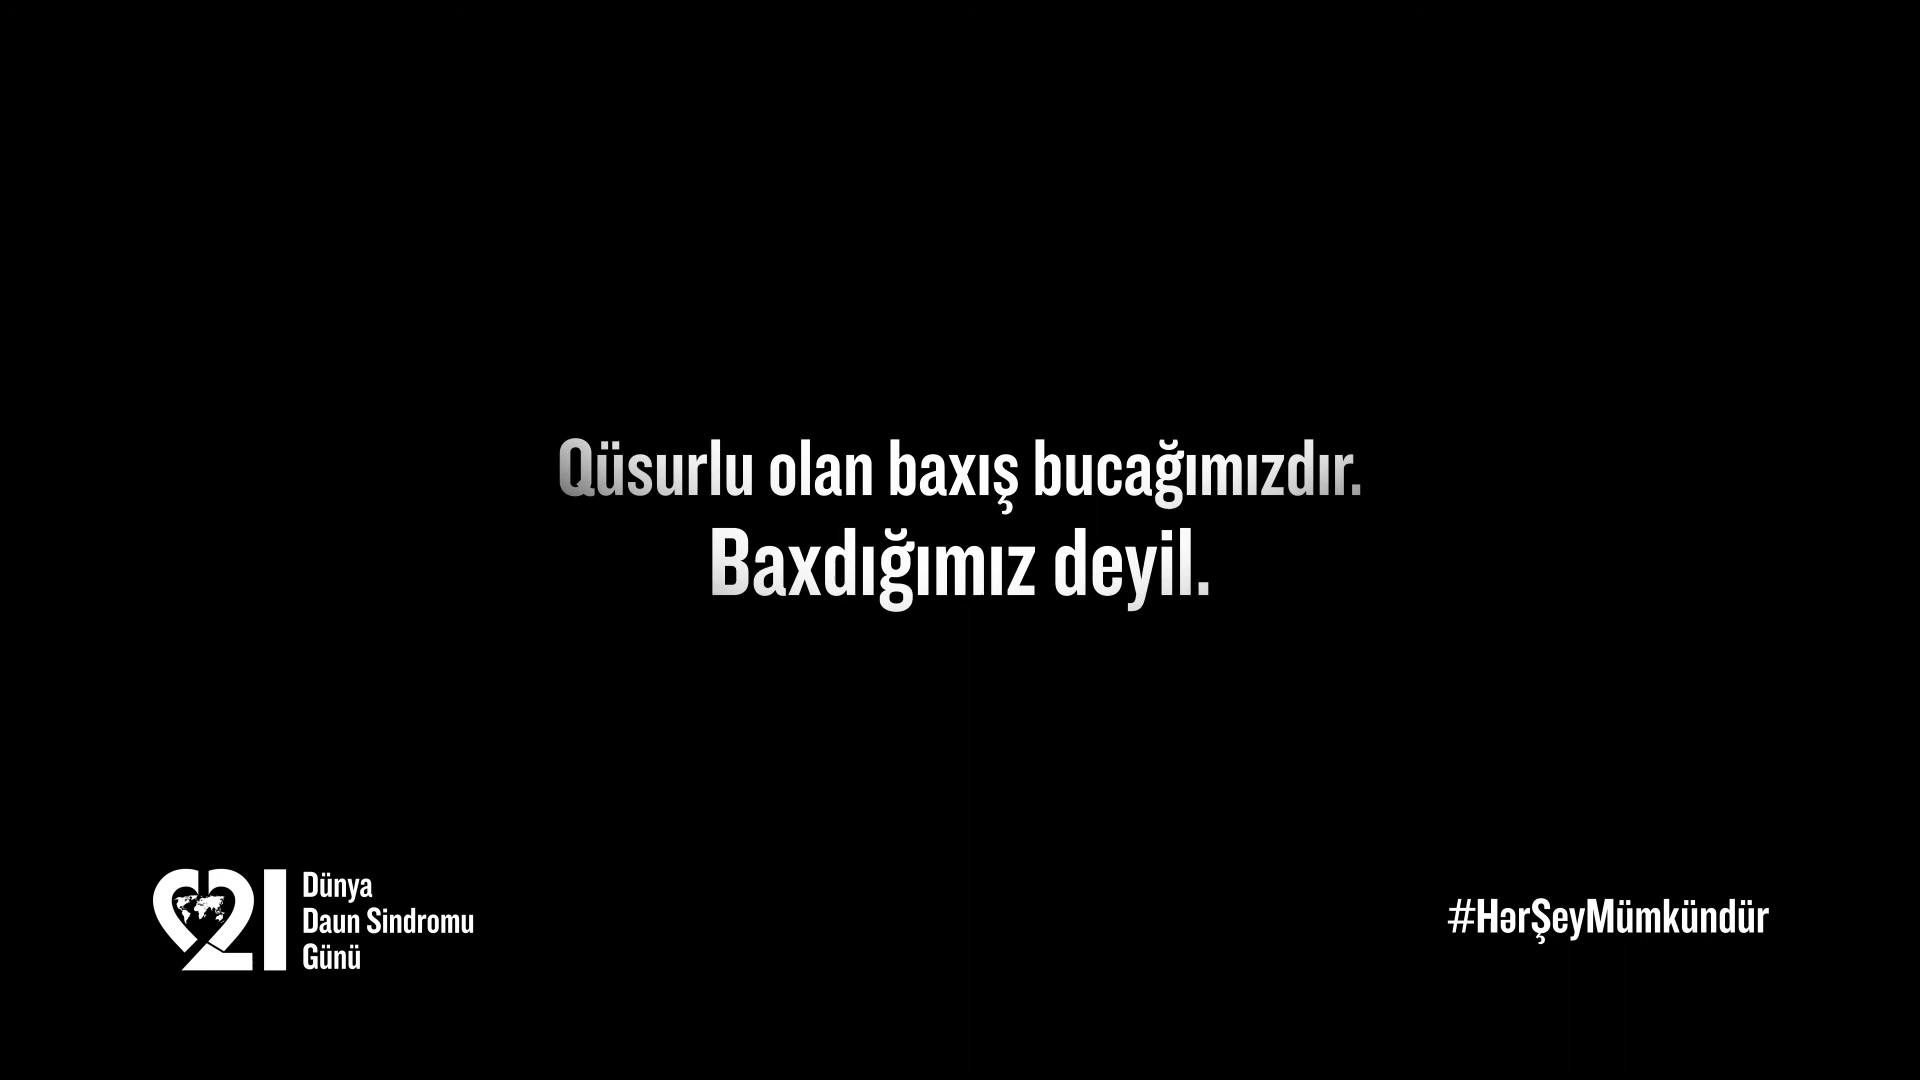 Qüsurlu olan baxış bucağımızdır.
Baxdığımız deyil.
21
Dünya
Daun Sindromu
Günü
#HərŞeyMümkündür